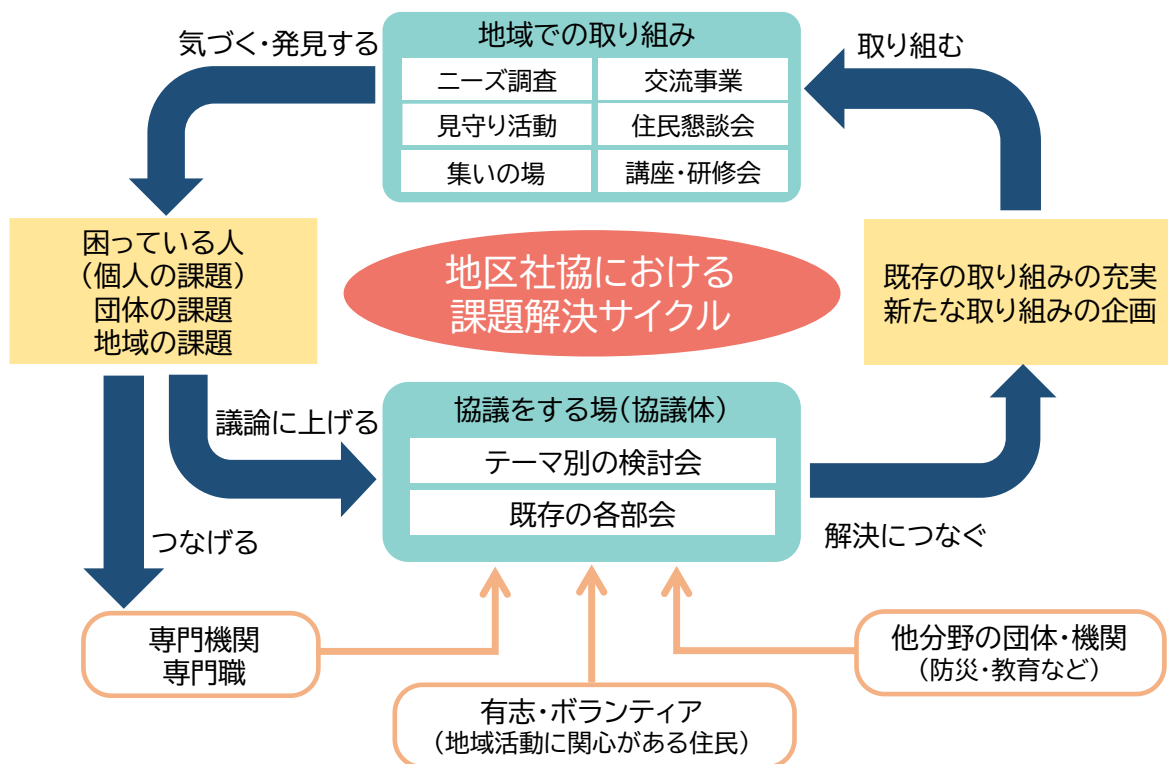 気づく・発見する
地域での取り組み
取り組む
ニーズ調査
交流事業
見守り活動
住民懇談会
集いの場
講座・研修会
困っている人
（個人の課題）
団体の課題
地域の課題
地区社協における
課題解決サイクル
既存の取り組みの充実
新たな取り組みの企画
議論に上げる
協議をする場（協議体）
テーマ別の検討会
既存の各部会
つなげる
解決につなぐ
専門機関
専門職
有志・ボランティア
（地域活動に関心がある住民）
他分野の団体・機関
（防災・教育など）